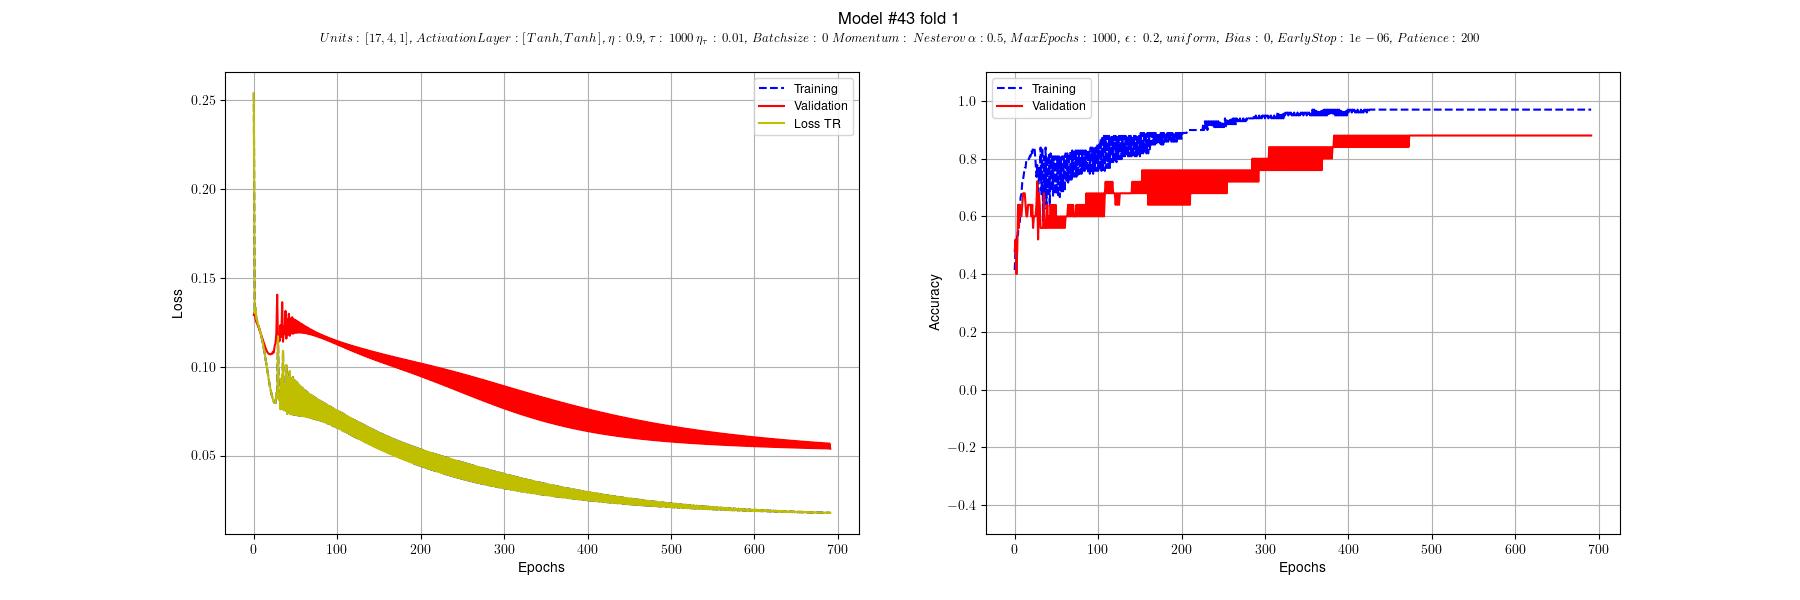 Model #43 fold 1
Units : [17, 4, 1], ActivationLayer : [Tanh, Tanh], η : 0.9, τ : 1000 η_τ : 0.01, Batchsize : 0 Momentum : Nesterov α : 0.5, MaxEpochs : 1000, ϵ : 0.2, uniform, Bias : 0, EarlyStop : 1e − 06, Patience : 200
Training
Validation
Loss TR
0.25
0.20
0.15
0.10
0.05
Loss
0 100 200 300 400 500 600 700
Epochs
Training
Validation
1.0
0.8
0.6
0.4
0.2
0.0
−0.2
−0.4
Accuracy
0 100 200 300 400 500 600 700
Epochs